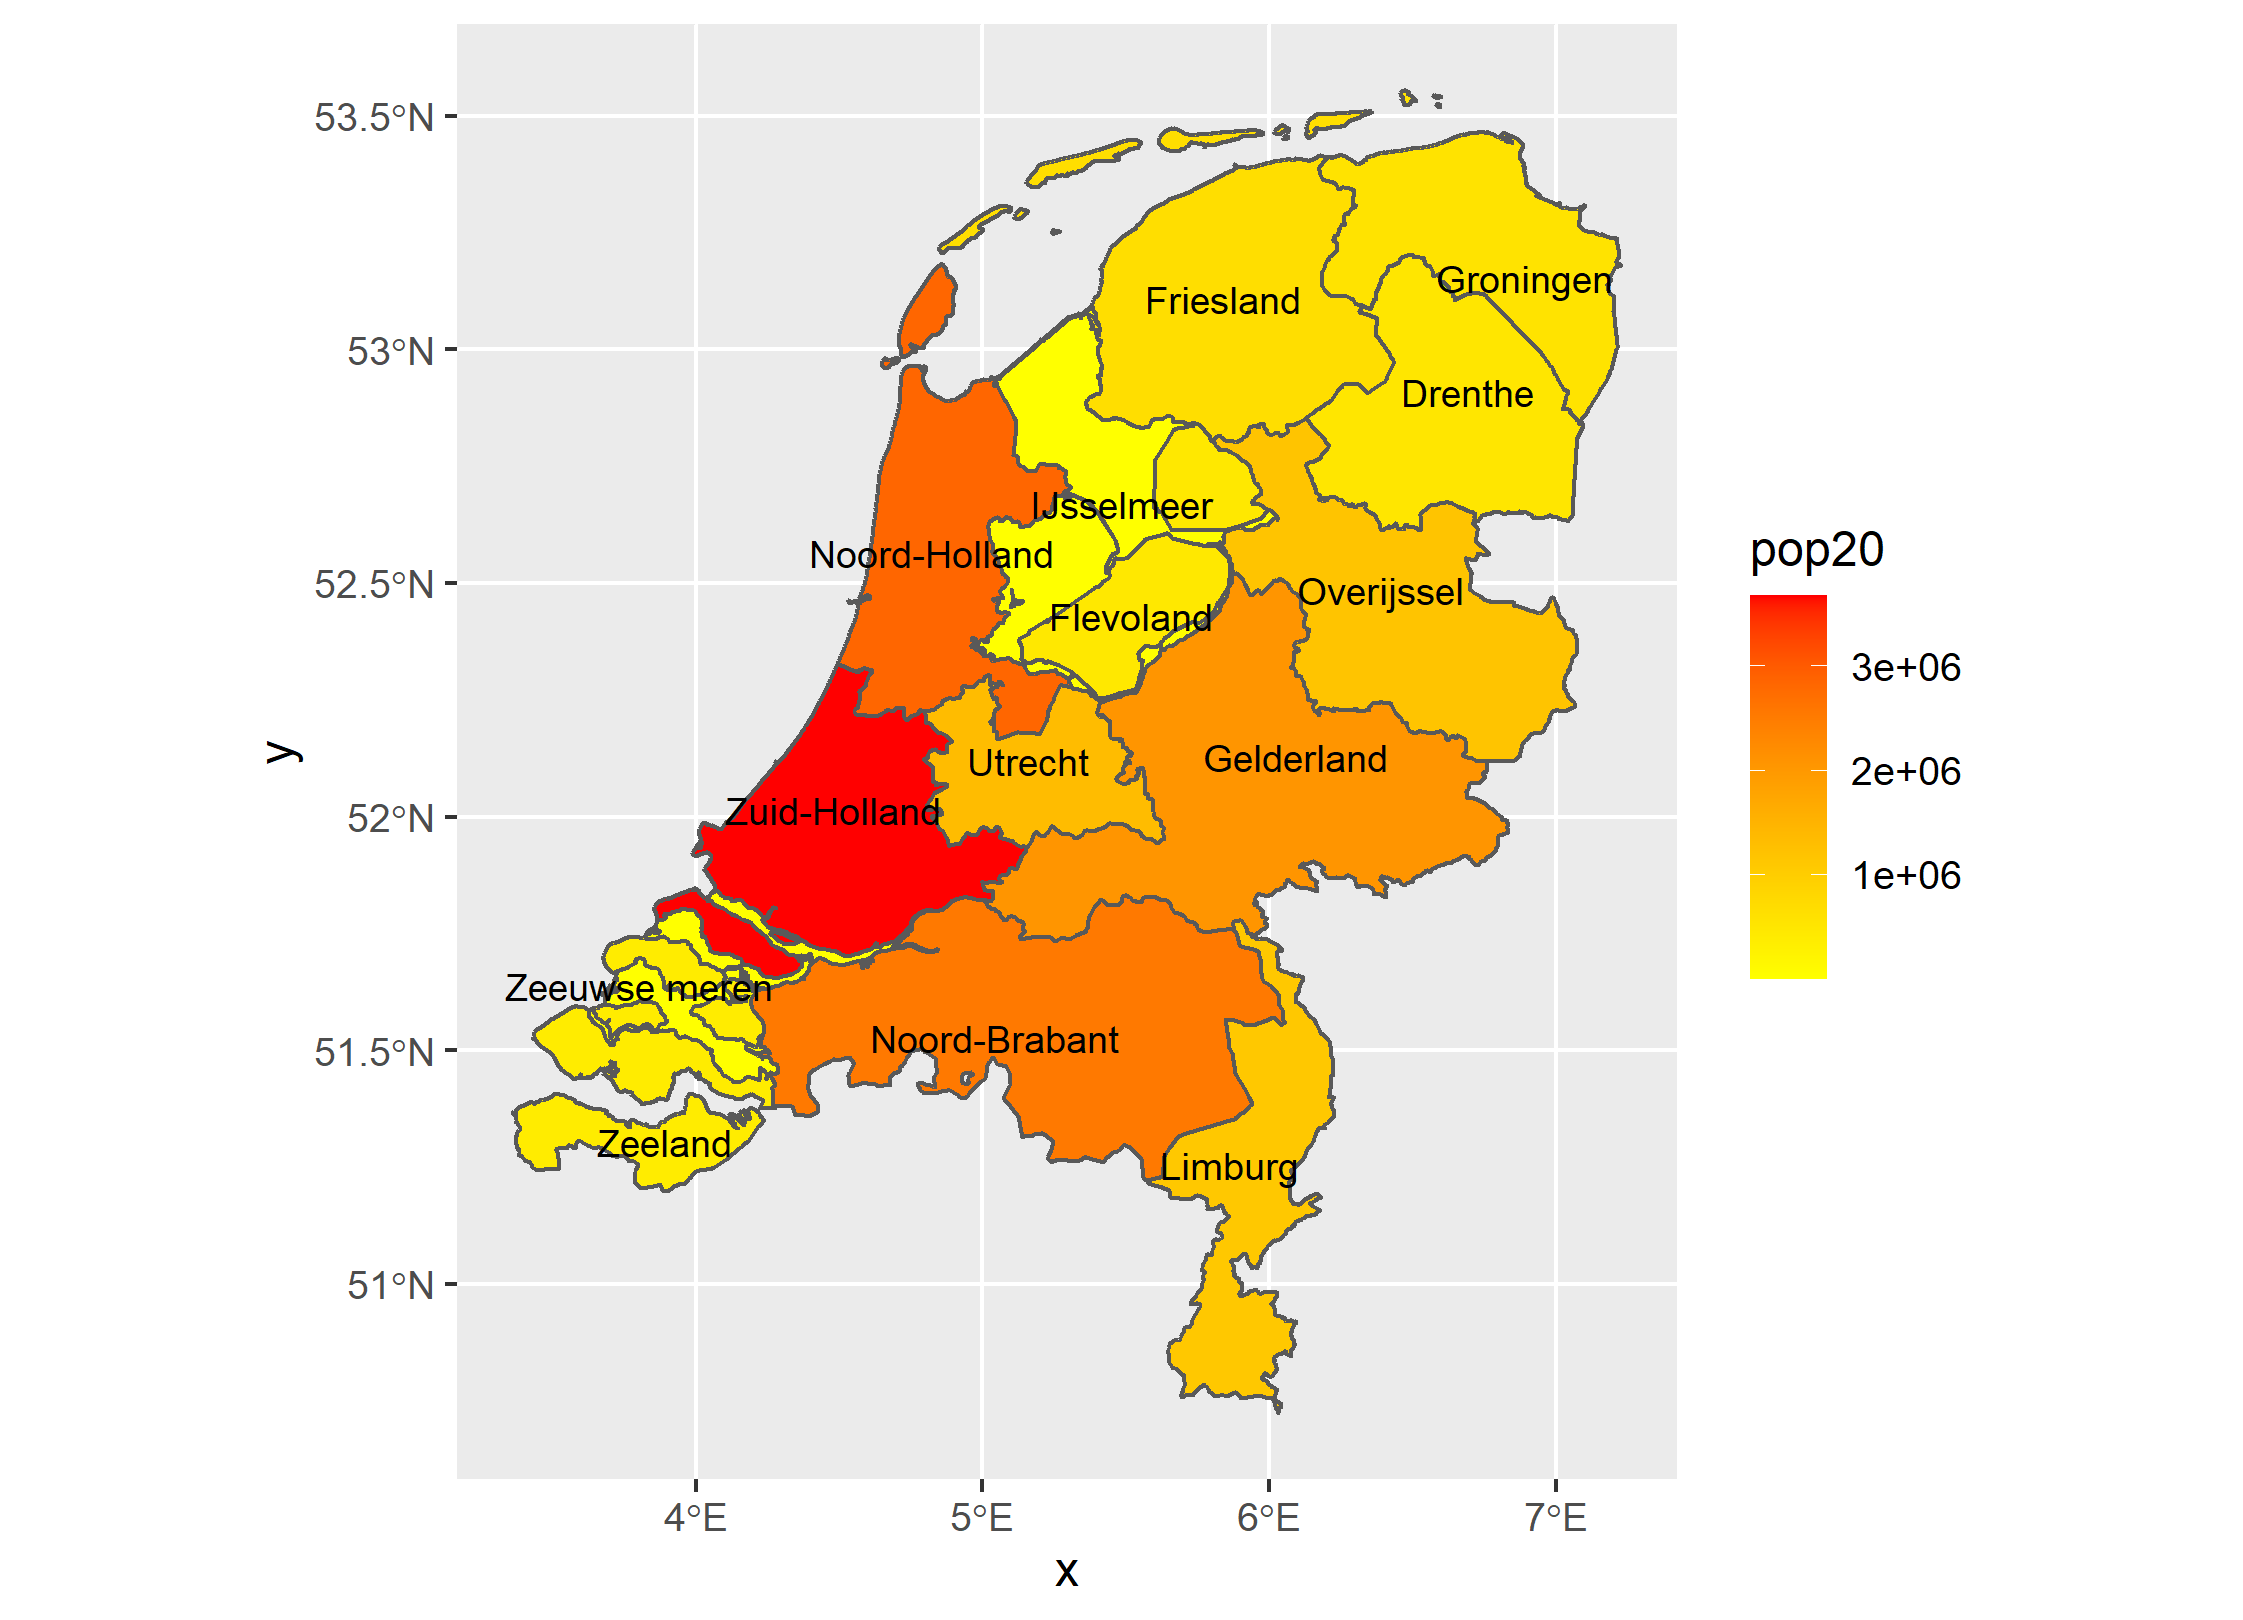 53.5°N
53°N
52.5°N
52°N
51.5°N
51°N
y
Groningen
Friesland
Drenthe
IJsselmeer
Noord-Holland
Overijssel
Flevoland
Utrecht
Gelderland
Zuid-Holland
Zeeuwse meren
Noord-Brabant
Zeeland
Limburg
4°E
5°E
6°E
7°E
x
pop20
3e+06
2e+06
1e+06